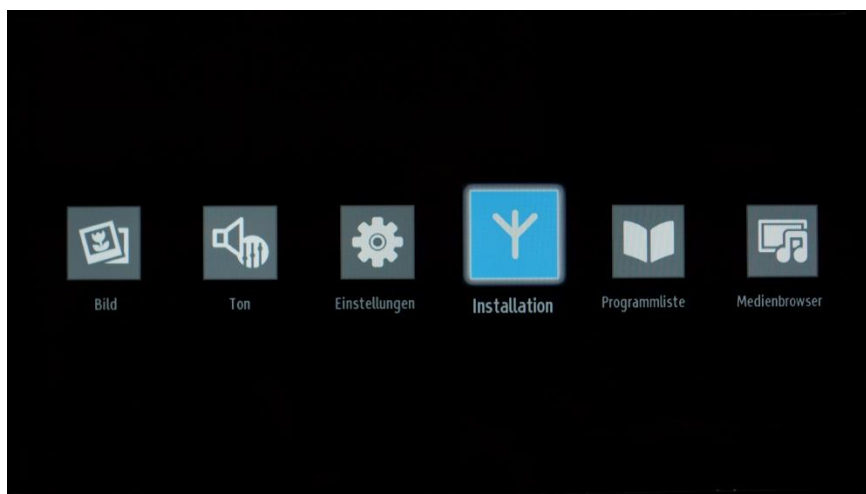 Bild
Ton
Einstellungen
Installation
Programmliste
Medienbrowser